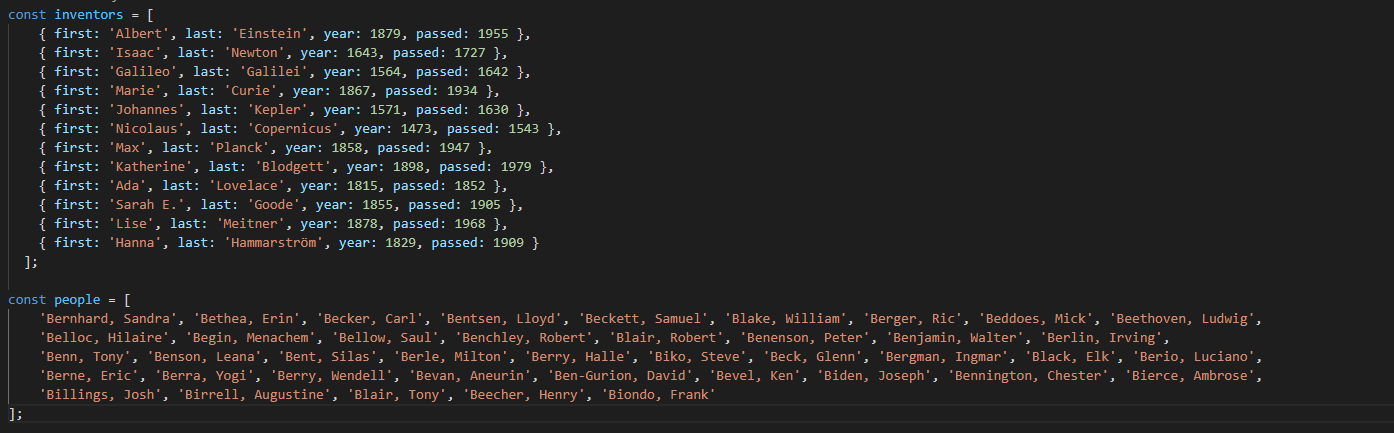 const inventors = [
{ first: 'Albert', last: 'Einstein', year: 1879, passed: 1955 },
{ first: 'Isaac', last: 'Newton', year: 1643, passed: 1727 },
{ first: 'Galileo', last: 'Galilei', year: 1564, passed: 1642 },
{ first: 'Marie', last: 'Curie', year: 1867, passed: 1934 },
{ first: 'Johannes', last: 'Kepler', year: 1571, passed: 1630 },
{ first: 'Nicolaus', last: 'Copernicus', year: 1473, passed: 1543 },
{ first: 'Max', last: 'Planck', year: 1858, passed: 1947 },
{ first: 'Katherine', last: 'Blodgett', year: 1898, passed: 1979 },
{ first: 'Ada', last: 'Lovelace', year: 1815, passed: 1852 },
{ first: 'Sarah E.', last: 'Goode', year: 1855, passed: 1905 },
{ first: 'Lise', last: 'Meitner', year: 1878, passed: 1968 },
{ first: 'Hanna', last: 'Hammarström', year: 1829, passed: 1909 }
];
const people = [
'Bernhard, Sandra', 'Bethea, Erin', 'Becker, Carl', 'Bentsen, Lloyd', 'Beckett, Samuel', 'Blake, William', 'Berger, Ric', 'Beddoes, Mick', 'Beethoven, Ludwig',
'Belloc, Hilaire', 'Begin, Menachem', 'Bellow, Saul', 'Benchley, Robert', 'Blair, Robert', 'Benenson, Peter', 'Benjamin, Walter', 'Berlin, Irving',
'Benn, Tony', 'Benson, Leana', 'Bent, Silas', 'Berle, Milton', 'Berry, Halle', 'Biko, Steve', 'Beck, Glenn', 'Bergman, Ingmar', 'Black, Elk', 'Berio, Luciano',
'Berne, Eric', 'Berra, Yogi', 'Berry, Wendell', 'Bevan, Aneurin', 'Ben-Gurion, David', 'Bevel, Ken', 'Biden, Joseph', 'Bennington, Chester', 'Bierce, Ambrose',
'Billings, Josh', 'Birrell, Augustine', 'Blair, Tony', 'Beecher, Henry', 'Biondo, Frank'
];